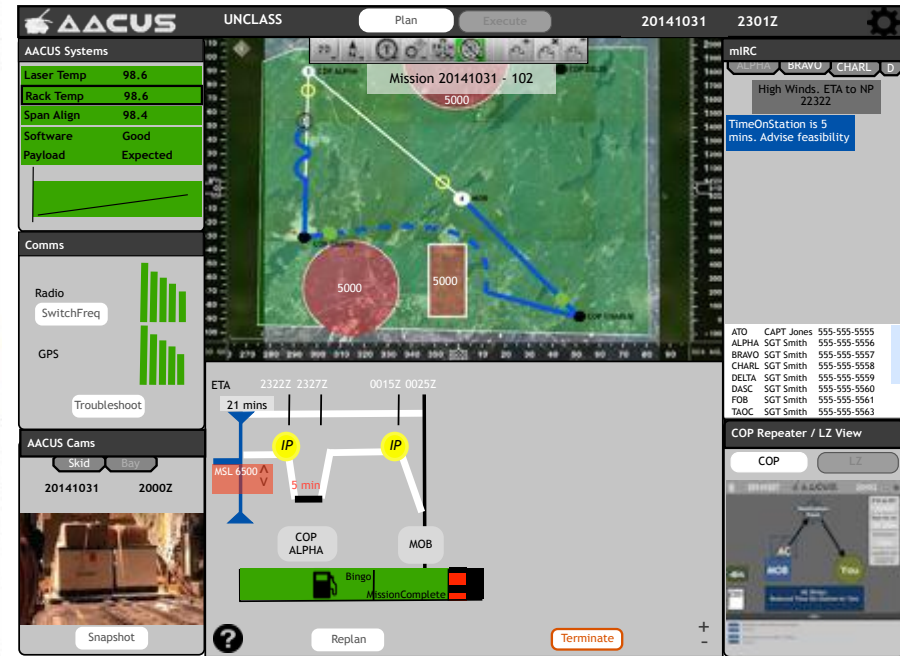 AACUS
UNCLASS
Plan
Execute
20141031
2301Z
AACUS Systems
Laser Temp 98.6
Rack Temp 98.6
Span Align 98.4
Software Good
Payload Expected
Comms
Radio
SwitchFreq
GPS
Troubleshoot
AACUS Cams
Skid
Bay
20141031 2000Z
Snapshot
Mission 20141031 - 102
5000
COP ALPHA
MOB
5000
5000
ETA 2322Z 2327Z 0015Z 0025Z
21 mins
IP
IP
MSL 6500
5 min
COP
ALPHA
MOB
Bingo
MissionComplete
?
Replan
Terminate
+
-
mIRC
ALPHA BRAVO CHARL D
High Winds. ETA to NP
22322
TimeOnStation is 5
mins. Advise feasibility
ATO CAPT Jones 555-555-5555
ALPHA SGT Smith 555-555-5556
BRAVO SGT Smith 555-555-5557
CHARL SGT Smith 555-555-5558
DELTA SGT Smith 555-555-5559
DASC SGT Smith 555-555-5560
FOB SGT Smith 555-555-5561
TAOC SGT Smith 555-555-5563
COP Repeater / LZ View
COP
LZ
AACUS
AC
MOB
You